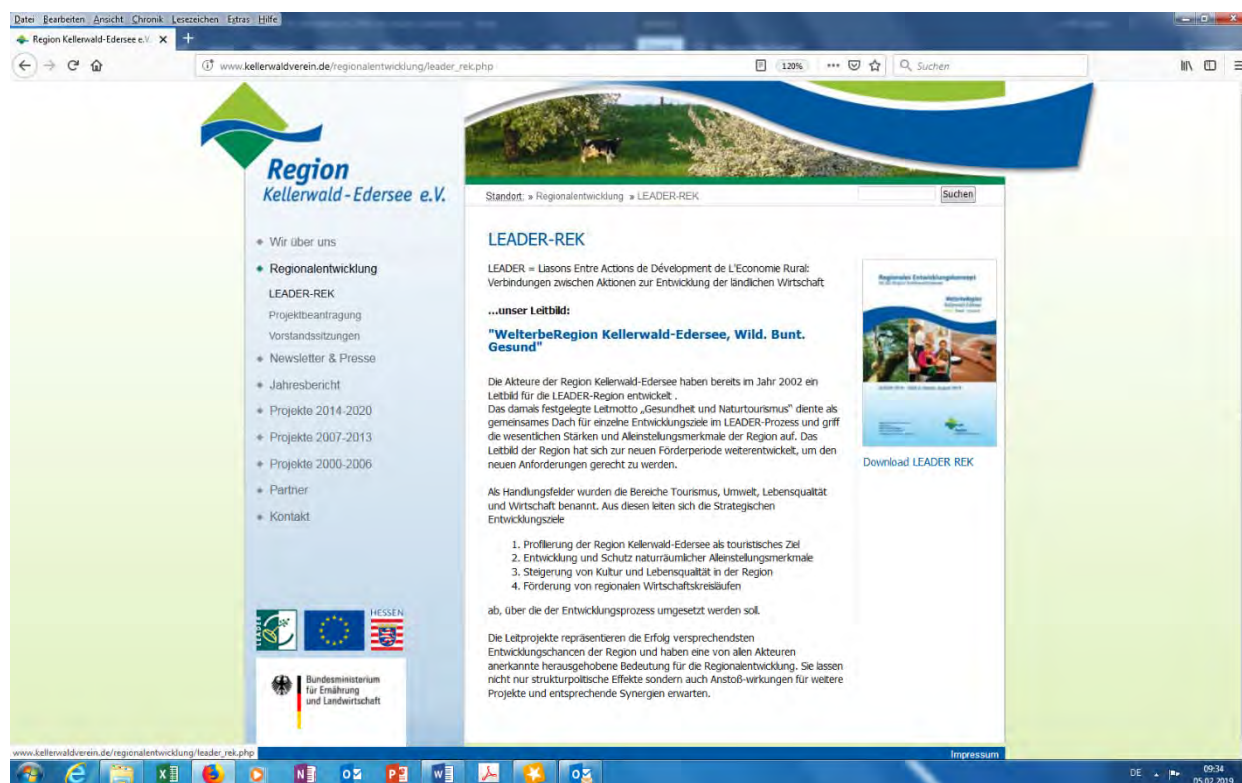 Datei Bearbeiten Ansicht Chronik Lesezeichen Extras Hilfe
Region Kellerwald-Edersee e.V.
www.kellerwaldverein.de/regionalentwicklung/leader_rek.php
120%
Suchen
Region
Kellerwald-Edersee e.V.
Standort: » Regionalentwicklung » LEADER-REK
Suchen
Wir über uns
Regionalentwicklung
LEADER-REK
Projektbeantragung
Vorstandssitzungen
Newsletter & Presse
Jahresbericht
Projekte 2014-2020
Projekte 2007-2013
Projekte 2000-2006
Partner
Kontakt
LEADER
HESSEN
Bundesministerium
für Ernährung
und Landwirtschaft
LEADER-REK
LEADER = Liasons Entre Actions de Dévelopment de L'Economie Rural:
Verbindungen zwischen Aktionen zur Entwicklung der ländlichen Wirtschaft
...unser Leitbild:
"WelterbeRegion Kellerwald-Edersee, Wild. Bunt.
Gesund"
Die Akteure der Region Kellerwald-Edersee haben bereits im Jahr 2002 ein
Leitbild für die LEADER-Region entwickelt .
Das damals festgelegte Leitmotto „Gesundheit und Naturtourismus" diente als
gemeinsames Dach für einzelne Entwicklungsziele im LEADER-Prozess und griff
die wesentlichen Stärken und Alleinstellungsmerkmale der Region auf. Das
Leitbild der Region hat sich zur neuen Förderperiode weiterentwickelt, um den
neuen Anforderungen gerecht zu werden.
Als Handlungsfelder wurden die Bereiche Tourismus, Umwelt, Lebensqualität
und Wirtschaft benannt. Aus diesen leiten sich die Strategischen
Entwicklungsziele
1. Profilierung der Region Kellerwald-Edersee als touristisches Ziel
2. Entwicklung und Schutz naturräumlicher Alleinstellungsmerkmale
3. Steigerung von Kultur und Lebensqualität in der Region
4. Förderung von regionalen Wirtschaftskreisläufen
ab, über die der Entwicklungsprozess umgesetzt werden soll.
Die Leitprojekte repräsentieren die Erfolg versprechendsten
Entwicklungschancen der Region und haben eine von allen Akteuren
anerkannte herausgehobene Bedeutung für die Regionalentwicklung. Sie lassen
nicht nur strukturpolitische Effekte sondern auch Anstoß-wirkungen für weitere
Projekte und entsprechende Synergien erwarten.
Regionales Entwicklungskonzept
WelterbeRegion
Download LEADER REK
Impressum
www.kellerwaldverein.de/regionalentwicklung/leader_rek.php
DE
09:34
05.02.2019